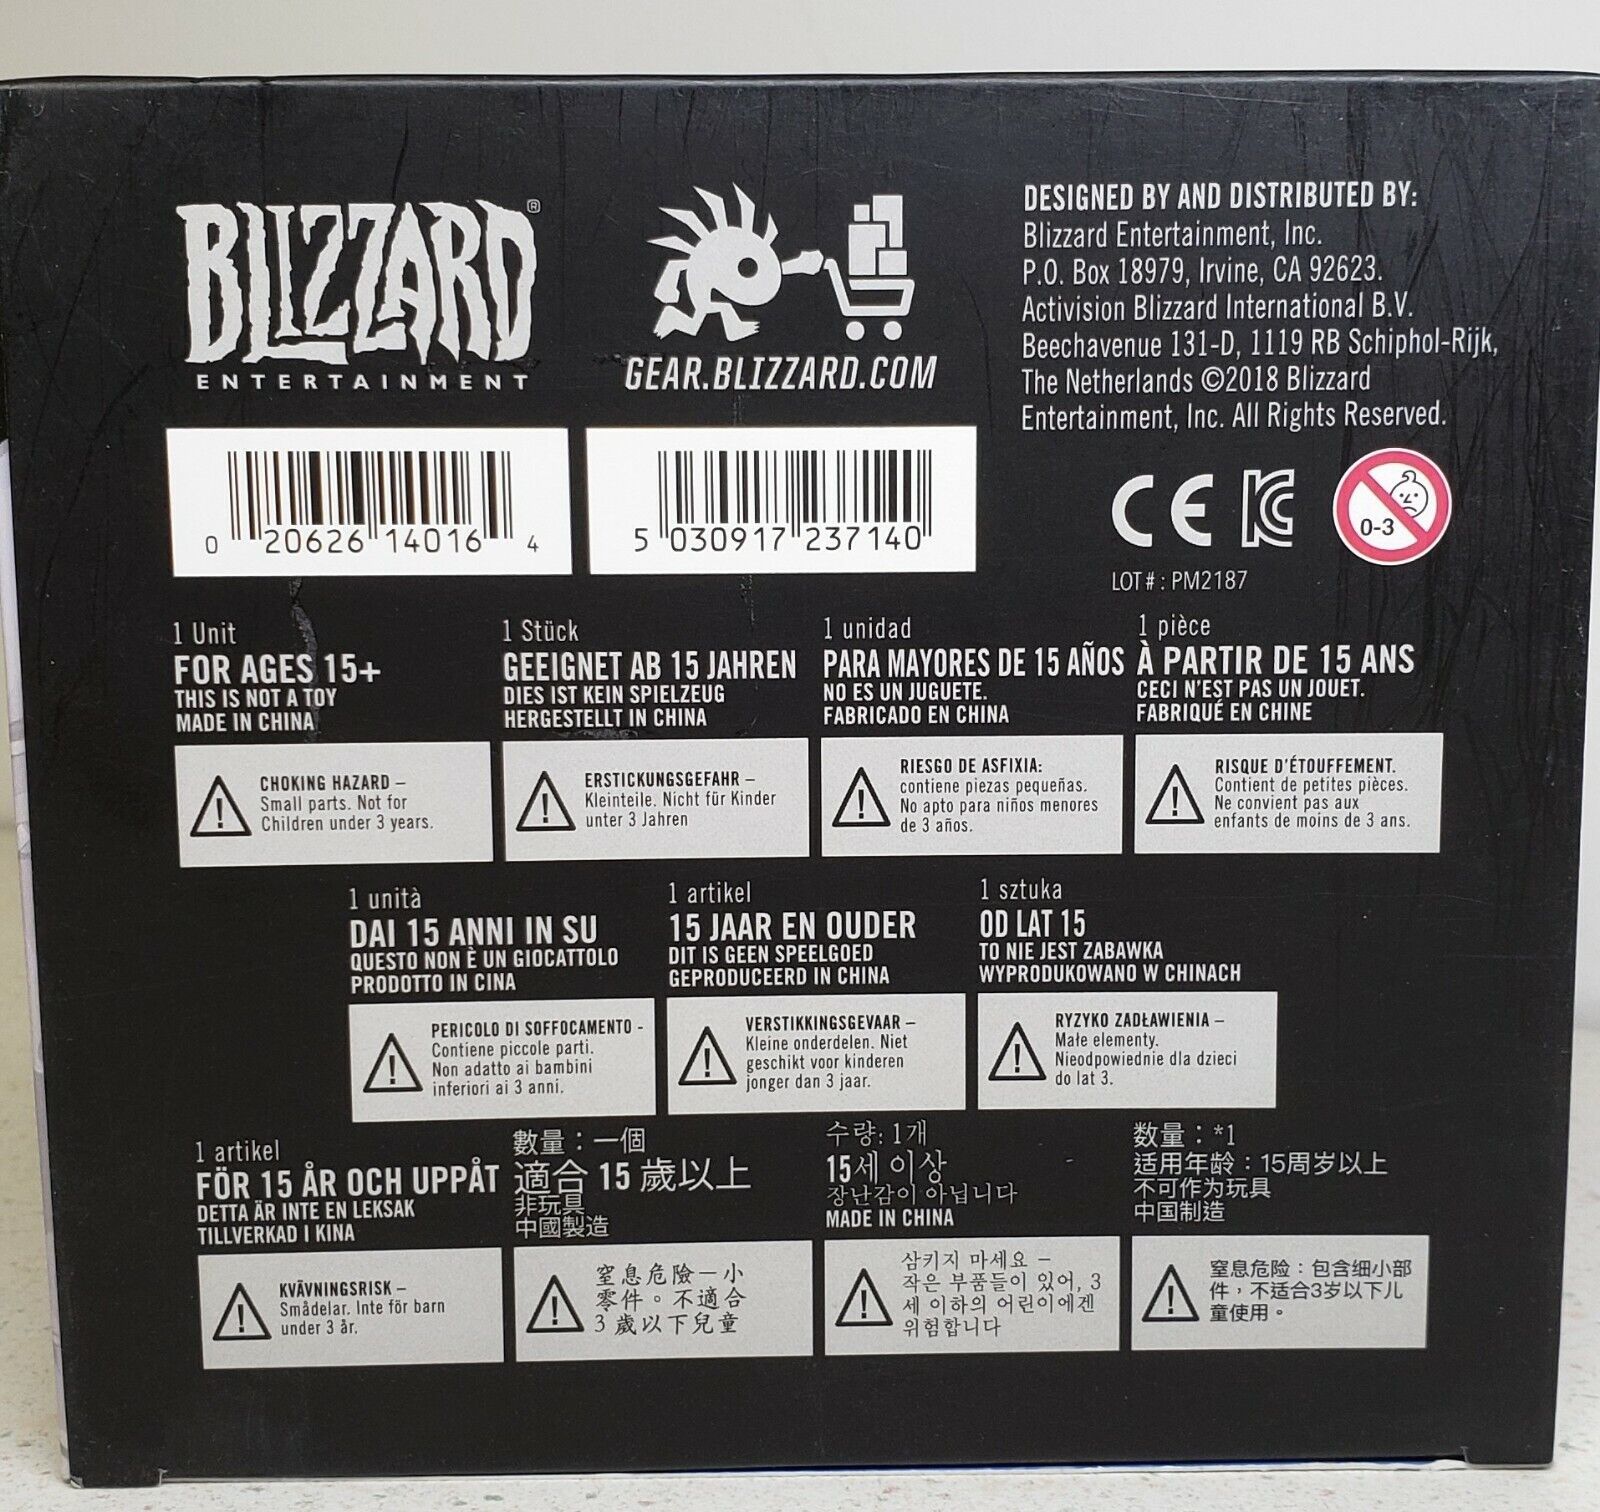 BLIZZARD®
ENTERTAINMENT
GEAR.BLIZZARD.COM
DESIGNED BY AND DISTRIBUTED BY:
Blizzard Entertainment, Inc.
P.O. Box 18979, Irvine, CA 92623.
Activision Blizzard International B.V.
Beechavenue 131-D, 1119 RB Schiphol-Rijk,
The Netherlands ©2018 Blizzard
Entertainment, Inc. All Rights Reserved.
0 20626 14016 4
5 030917 237140
CE
KC
0-3
LOT # : PM2187
1 Unit
FOR AGES 15+
THIS IS NOT A TOY
MADE IN CHINA
CHOKING HAZARD –
Small parts. Not for
Children under 3 years.
1 Stück
GEEIGNET AB 15 JAHREN
DIES IST KEIN SPIELZEUG
HERGESTELLT IN CHINA
ERSTICKUNGSGEFAHR –
Kleinteile. Nicht für Kinder
unter 3 Jahren
1 unidad
PARA MAYORES DE 15 AÑOS
NO ES UN JUGUETE.
FABRICADO EN CHINA
RIESGO DE ASFIXIA:
contiene piezas pequeñas.
No apto para niños menores
de 3 años.
1 pièce
À PARTIR DE 15 ANS
CECI N'EST PAS UN JOUET.
FABRIQUÉ EN CHINE
RISQUE D'ÉTOUFFEMENT.
Contient de petites pièces.
Ne convient pas aux
enfants de moins de 3 ans.
1 unità
DAI 15 ANNI IN SU
QUESTO NON È UN GIOCATTOLO
PRODOTTO IN CINA
PERICOLO DI SOFFOCAMENTO -
Contiene piccole parti.
Non adatto ai bambini
inferiori ai 3 anni.
1 artikel
15 JAAR EN OUDER
DIT IS GEEN SPEELGOED
GEPRODUCEERD IN CHINA
VERSTIKKINGSGEVAAR –
Kleine onderdelen. Niet
geschikt voor kinderen
jonger dan 3 jaar.
1 sztuka
OD LAT 15
TO NIE JEST ZABAWKA
WYPRODUKOWANO W CHINACH
RYZYKO ZADŁAWIENIA –
Małe elementy.
Nieodpowiednie dla dzieci
do lat 3.
1 artikel
FÖR 15 ÅR OCH UPPÅT
DETTA ÄR INTE EN LEKSAK
TILLVERKAD I KINA
KVÄVNINGSRISK –
Smådelar. Inte för barn
under 3 år.
數量：一個
適合 15 歲以上
非玩具
中國製造
窒息危險－小
零件。不適合
3 歲以下兒童
수량: 1개
15세 이상
장난감이 아닙니다
MADE IN CHINA
삼키지 마세요 –
작은 부품들이 있어, 3
세 이하의 어린이에겐
위험합니다
数量：*1
适用年龄：15周岁以上
不可作为玩具
中国制造
窒息危险：包含细小部
件，不适合3岁以下儿
童使用。